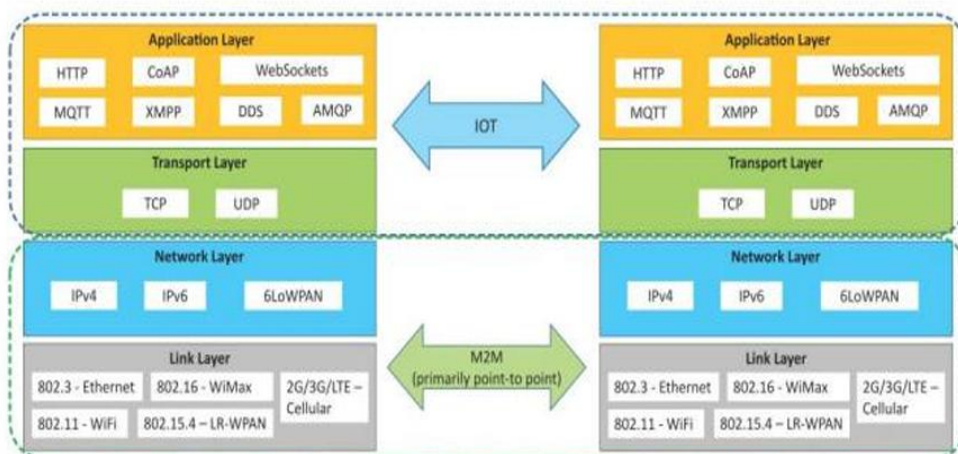 Application Layer
HTTP CoAP WebSockets
MQTT XMPP DDS AMQP
Transport Layer
TCP UDP
Network Layer
IPv4 IPv6 6LoWPAN
Link Layer
802.3 - Ethernet 802.16 - WiMax 2G/3G/LTE –
Cellular
802.11 - WiFi 802.15.4 – LR-WPAN
IOT
M2M
(primarily point-to point)
Application Layer
HTTP CoAP WebSockets
MQTT XMPP DDS AMQP
Transport Layer
TCP UDP
Network Layer
IPv4 IPv6 6LoWPAN
Link Layer
802.3 - Ethernet 802.16 - WiMax 2G/3G/LTE –
Cellular
802.11 - WiFi 802.15.4 – LR-WPAN